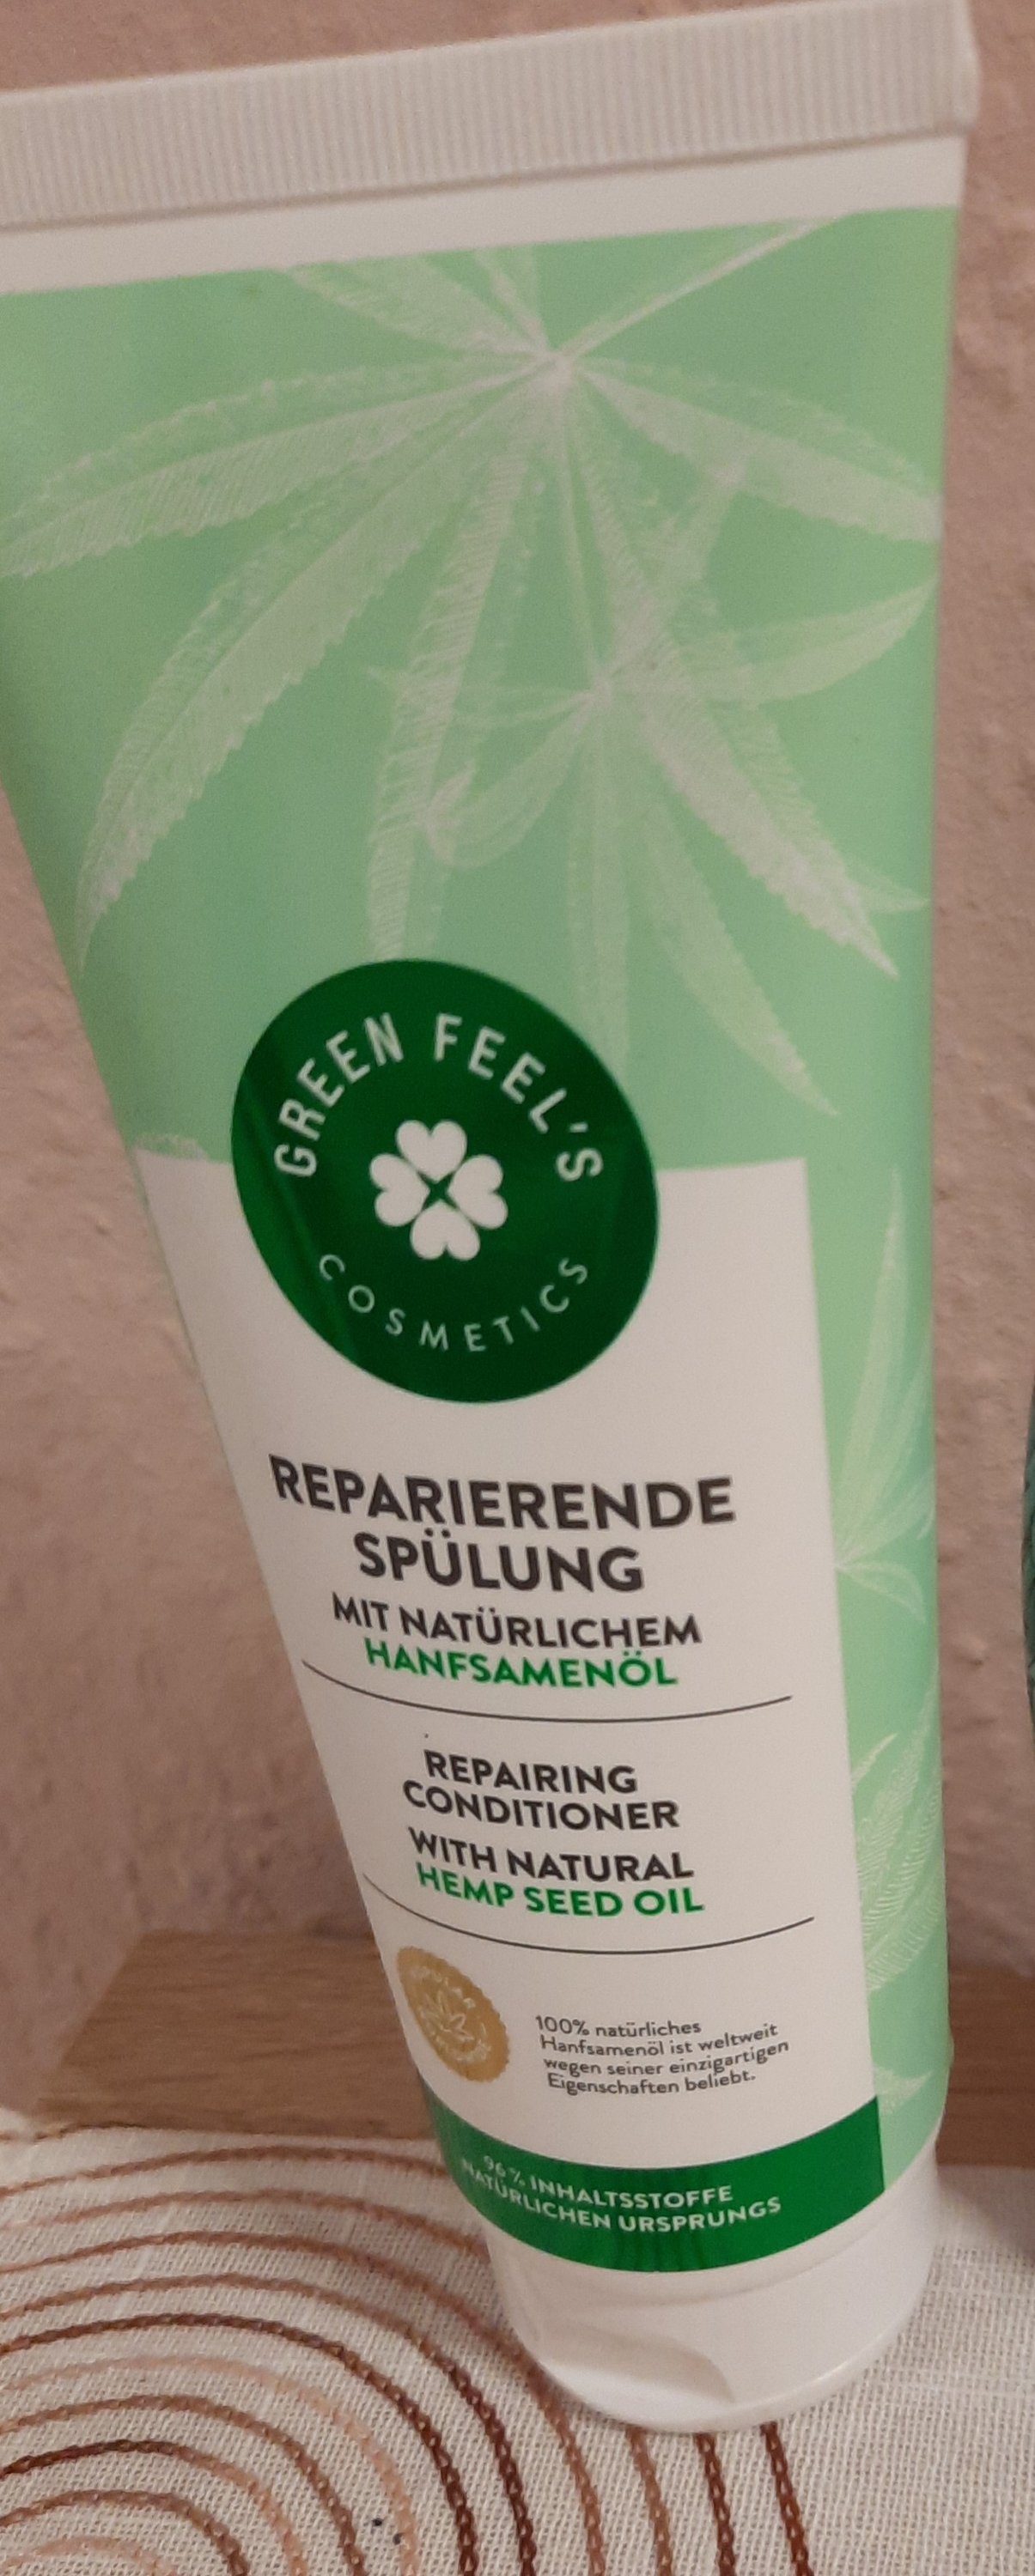 GREEN FEEL'S
COSMETICS
REPARIERENDE
SPÜLUNG
MIT NATÜRLICHEM
HANFSAMENÖL
REPAIRING
CONDITIONER
WITH NATURAL
HEMP SEED OIL
100% natürliches
Hanfsamenöl ist weltweit
wegen seiner einzigartigen
Eigenschaften beliebt.
96% INHALTSSTOFFE
NATÜRLICHEN URSPRUNGS